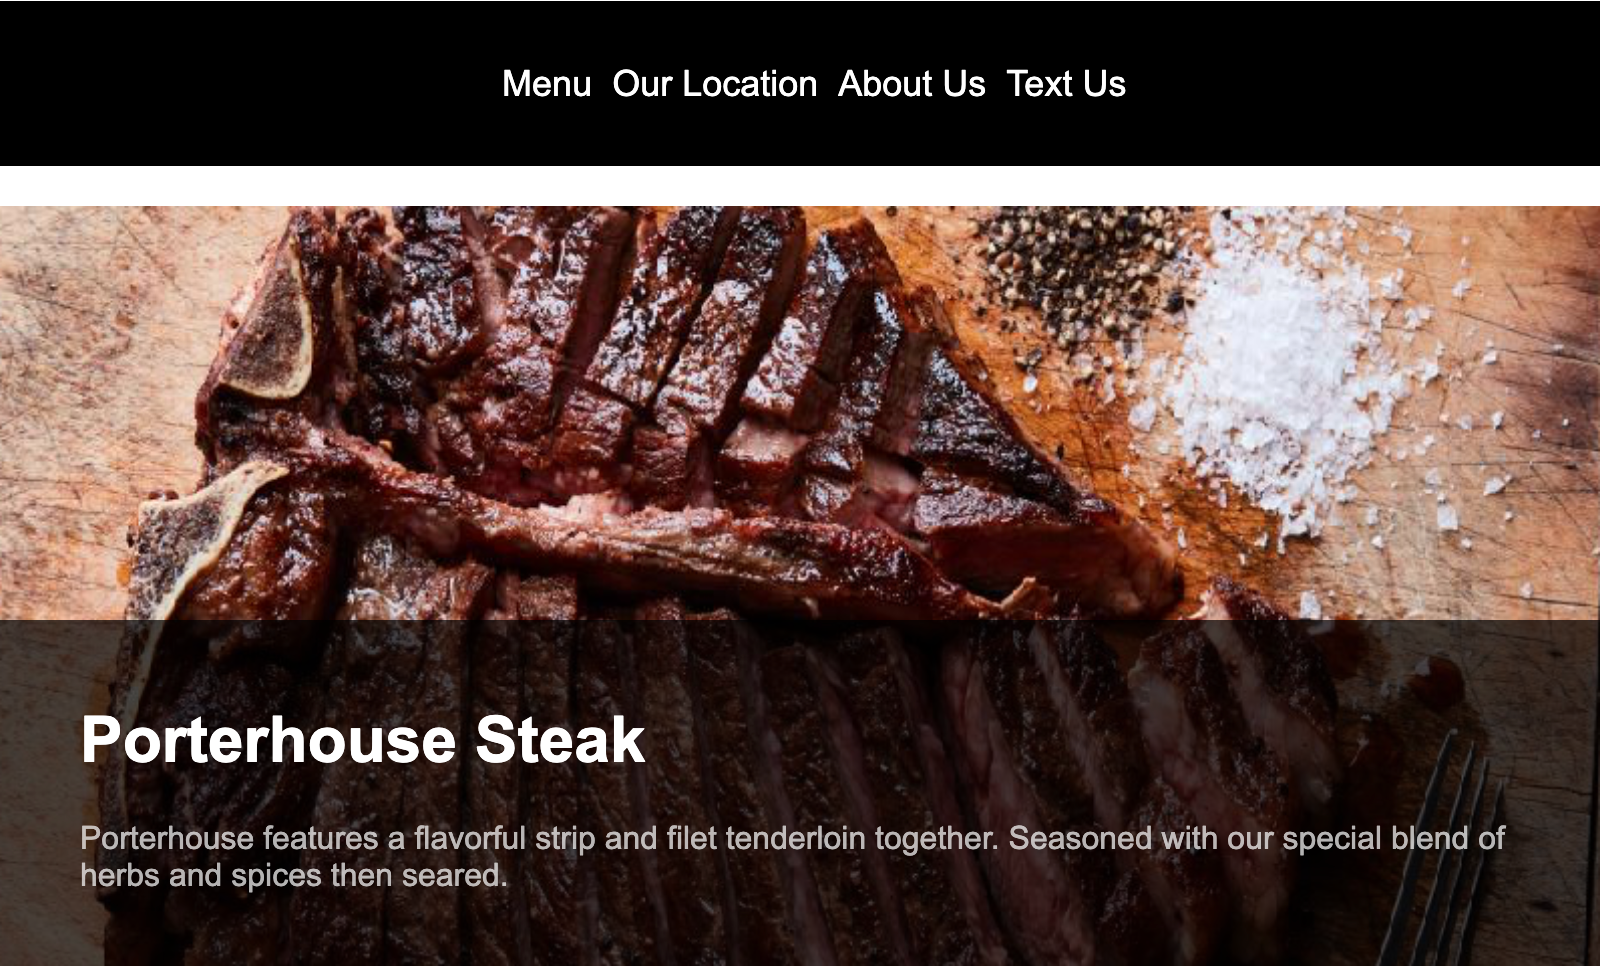 Menu Our Location About Us Text Us
Porterhouse Steak
Porterhouse features a flavorful strip and filet tenderloin together. Seasoned with our special blend of
herbs and spices then seared.